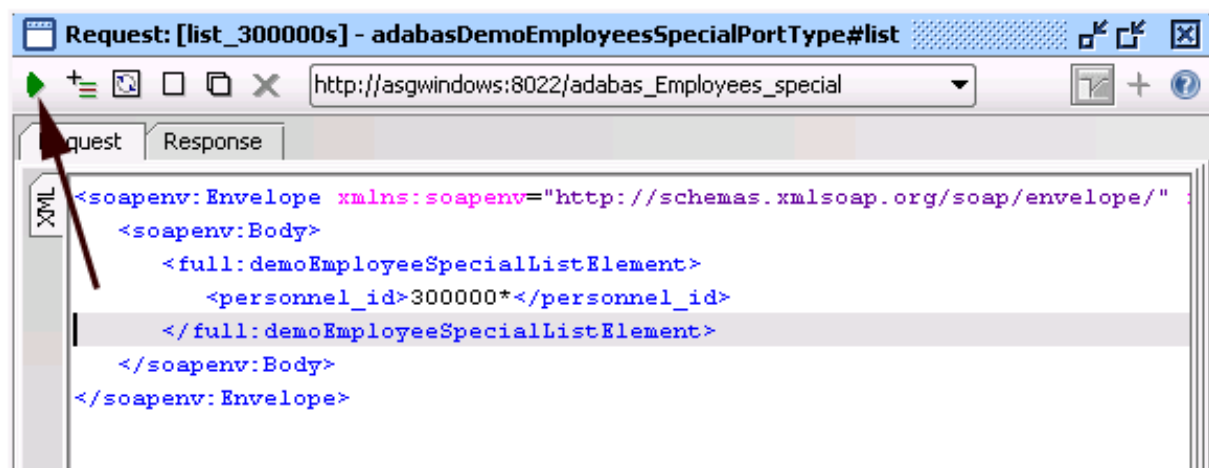 Request: [list_300000s] - adabasDemoEmployeesSpecialPortType#list
http://asgwindows:8022/adabas_Employees_special
quest Response
XML
<soapenv:Envelope xmlns:soapenv="http://schemas.xmlsoap.org/soap/envelope/"
<soapenv:Body>
<full:demoEmployeeSpecialListElement>
<personnel_id>300000*</personnel_id>
</full:demoEmployeeSpecialListElement>
</soapenv:Body>
</soapenv:Envelope>